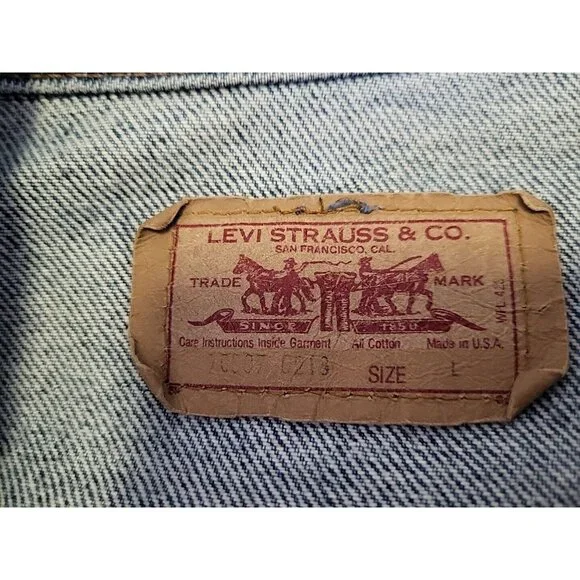 LEVI STRAUSS & CO.
SAN FRANCISCO, CAL.
TRADE MARK
SINCE 1850
Care Instructions Inside Garment / All Cotton Made in U.S.A.
SIZE L